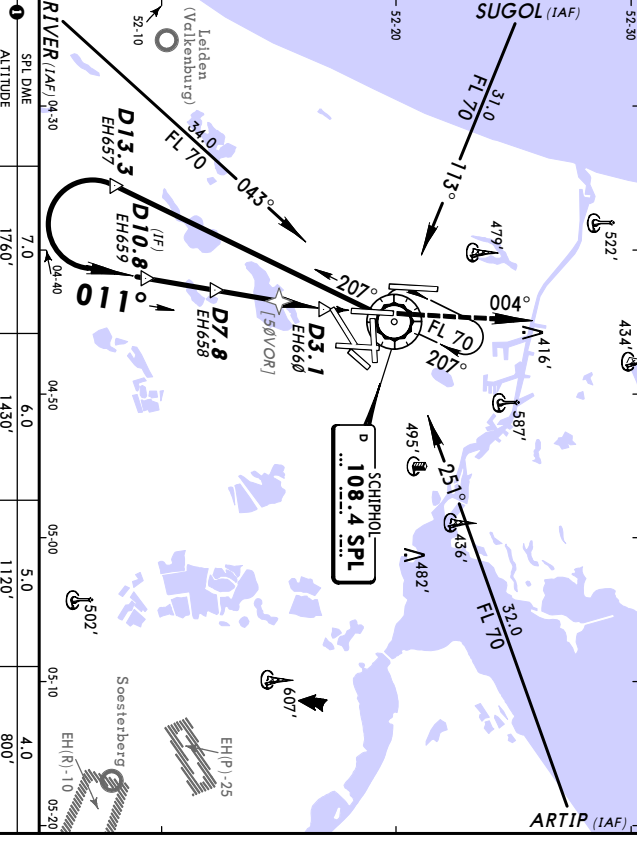 52-30
52-20
52-10
SUGOL (IAF)
31.0
FL 70
113°
RIVER (IAF)
34.0
FL 70
043°
Leiden
(Valkenburg)
522'
479'
434'
416'
587'
495'
436'
482'
502'
607'
D13.3
EH657
(IF)
D10.8
EH659
011°
D7.8
EH658
[5ØVOR]
D3.1
EH66Ø
207°
004°
FL 70
207°
SCHIPHOL
D
108.4 SPL
251°
32.0
FL 70
ARTIP (IAF)
EH(P)-25
Soesterberg
EH(R)-10
04-30
04-40
04-50
05-00
05-10
05-20
1
SPL DME 7.0 6.0 5.0 4.0
ALTITUDE 1760' 1430' 1120' 800'